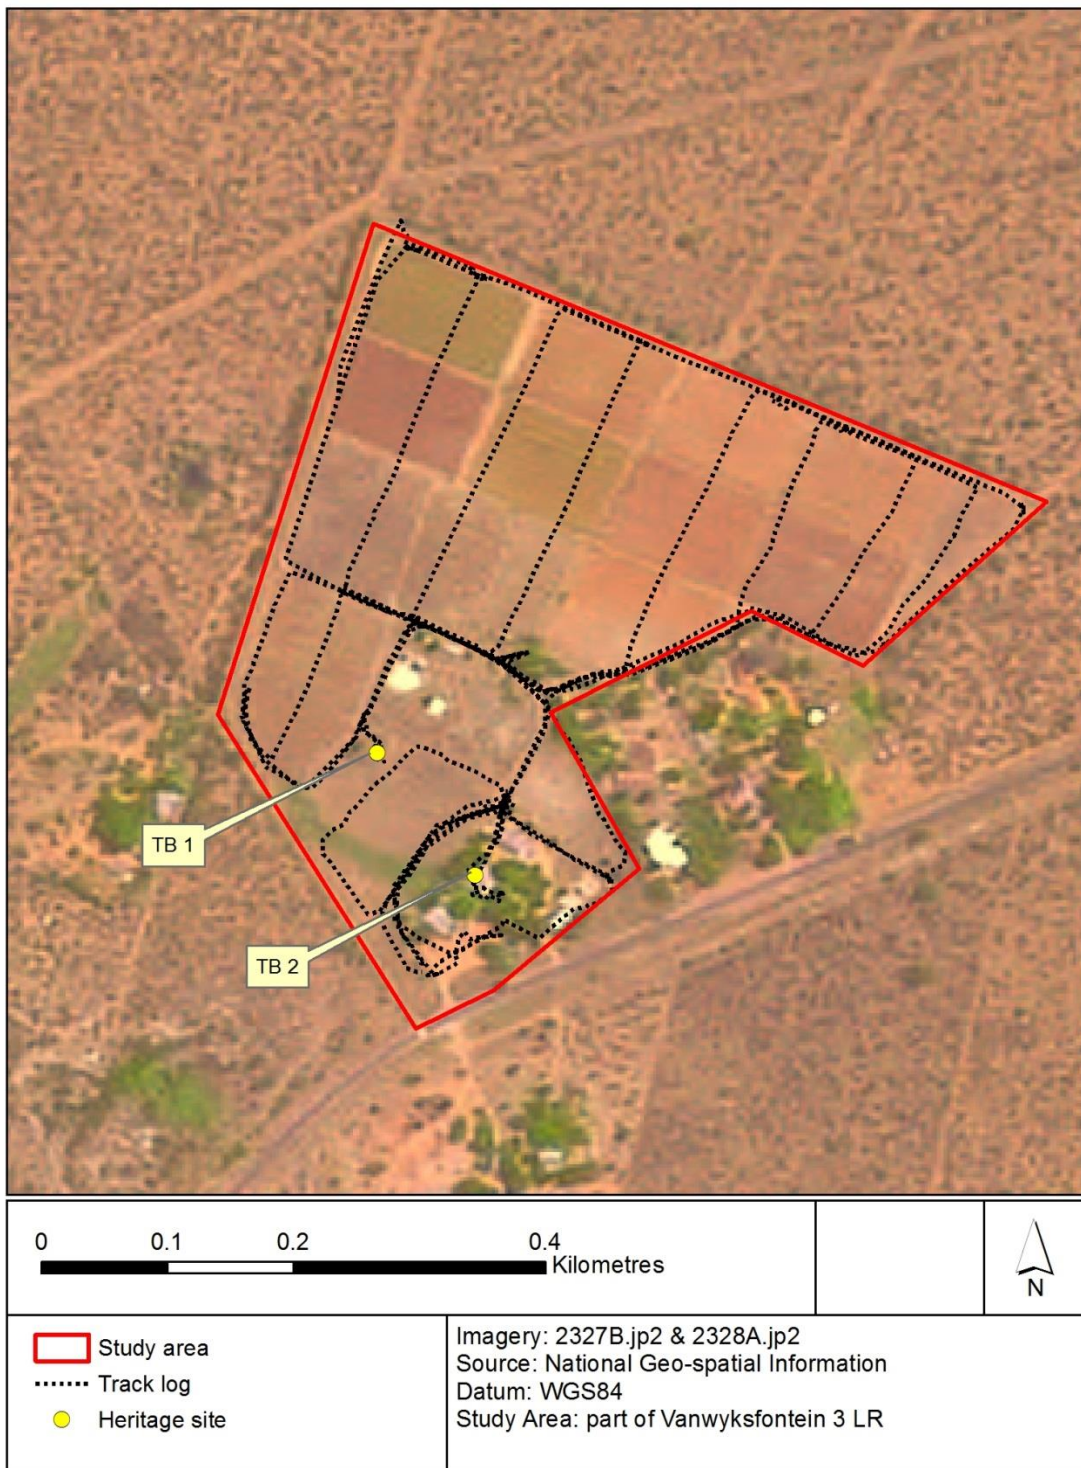 TB 1
TB 2
0 0.1 0.2 0.4
Kilometres
N
Study area
Track log
Heritage site
Imagery: 2327B.jp2 & 2328A.jp2
Source: National Geo-spatial Information
Datum: WGS84
Study Area: part of Vanwyksfontein 3 LR